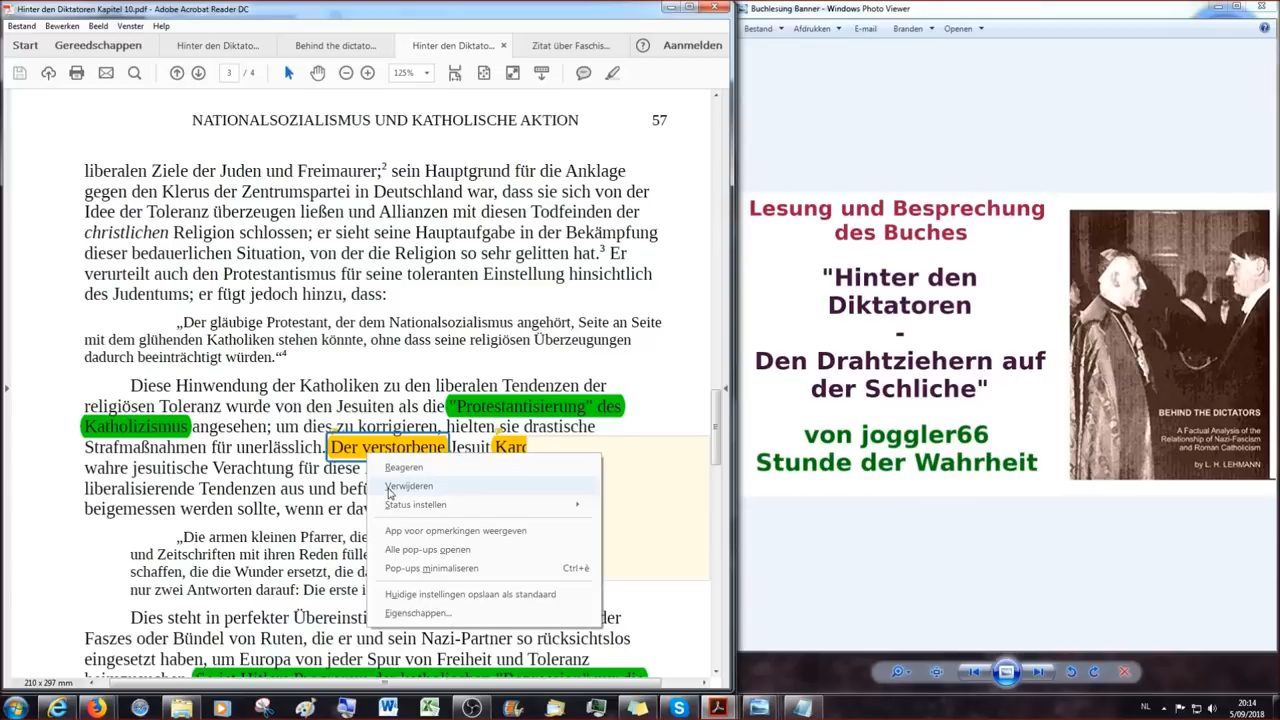 Hinter den Diktatoren Kapitel 10.pdf - Adobe Acrobat Reader DC
Bestand Bewerken Beeld Venster Help
Start Gereedschappen Hinter den Diktato... Behind the dictato... Hinter den Diktato... × Zitat über Faschis... Anmelden
3 / 4 125%
NATIONALSOZIALISMUS UND KATHOLISCHE AKTION 57
liberalen Ziele der Juden und Freimaurer;² sein Hauptgrund für die Anklage
gegen den Klerus der Zentrumspartei in Deutschland war, dass sie sich von der
Idee der Toleranz überzeugen ließen und Allianzen mit diesen Todfeinden der
christlichen Religion schlossen; er sieht seine Hauptaufgabe in der Bekämpfung
dieser bedauerlichen Situation, von der die Religion so sehr gelitten hat.³ Er
verurteilt auch den Protestantismus für seine toleranten Einstellung hinsichtlich
des Judentums; er fügt jedoch hinzu, dass:
„Der gläubige Protestant, der dem Nationalsozialismus angehört, Seite an Seite
mit dem glühenden Katholiken stehen könnte, ohne dass seine religiösen Überzeugungen
dadurch beeinträchtigt würden.“⁴
Diese Hinwendung der Katholiken zu den liberalen Tendenzen der
religiösen Toleranz wurde von den Jesuiten als die "Protestantisierung" des
Katholizismus angesehen; um dies zu korrigieren, hielten sie drastische
Strafmaßnahmen für unerlässlich. Der verstorbene Jesuit Karc
wahre jesuitische Verachtung für diese
liberalisierende Tendenzen aus und befü
beigemessen werden sollte, wenn er dav
„Die armen kleinen Pfarrer, die
und Zeitschriften mit ihren Reden fülle
schaffen, die die Wunder ersetzt, die da
nur zwei Antworten darauf: Die erste i
Dies steht in perfekter Übereinsti der
Faszes oder Bündel von Ruten, die er und sein Nazi-Partner so rücksichtslos
eingesetzt haben, um Europa von jeder Spur von Freiheit und Toleranz
Reageren
Verwijderen
Status instellen
App voor opmerkingen weergeven
Alle pop-ups openen
Pop-ups minimaliseren Ctrl+ë
Huidige instellingen opslaan als standaard
Eigenschappen...
210 x 297 mm
Buchlesung Banner - Windows Photo Viewer
Bestand Afdrukken E-mail Branden Openen
Lesung und Besprechung
des Buches
"Hinter den
Diktatoren
-
Den Drahtziehern auf
der Schliche"
von joggler66
Stunde der Wahrheit
BEHIND THE DICTATORS
A Factual Analysis of the
Relationship of Nazi-Fascism
and Roman Catholicism
by L. H. LEHMANN
NL 20:14
5/09/2018